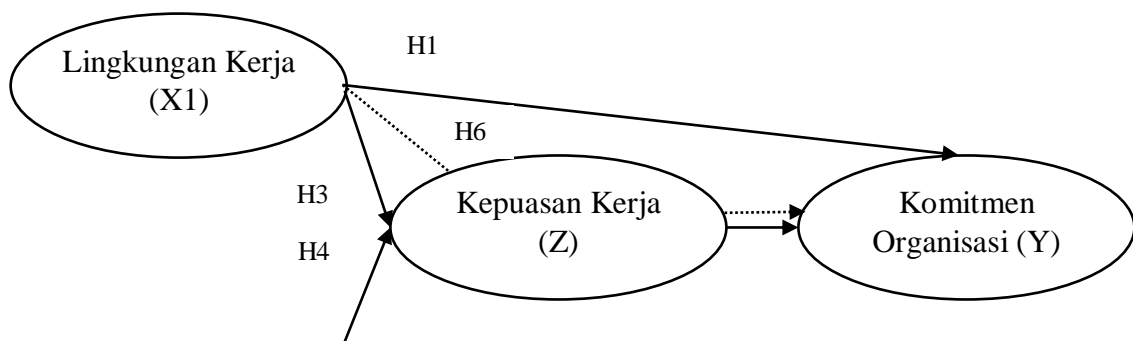 H1
Lingkungan Kerja
(X1)
H6
H3
Kepuasan Kerja
(Z)
Komitmen
Organisasi (Y)
H4